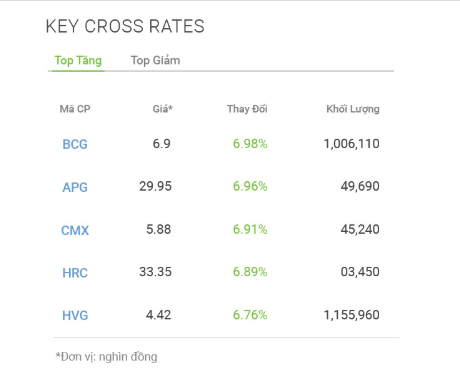 KEY CROSS RATES
Top Tăng Top Giảm
Mã CP Giá* Thay Đổi Khối Lượng
BCG 6.9 6.98% 1,006,110
APG 29.95 6.96% 49,690
CMX 5.88 6.91% 45,240
HRC 33.35 6.89% 03,450
HVG 4.42 6.76% 1,155,960
*Đơn vị: nghìn đồng